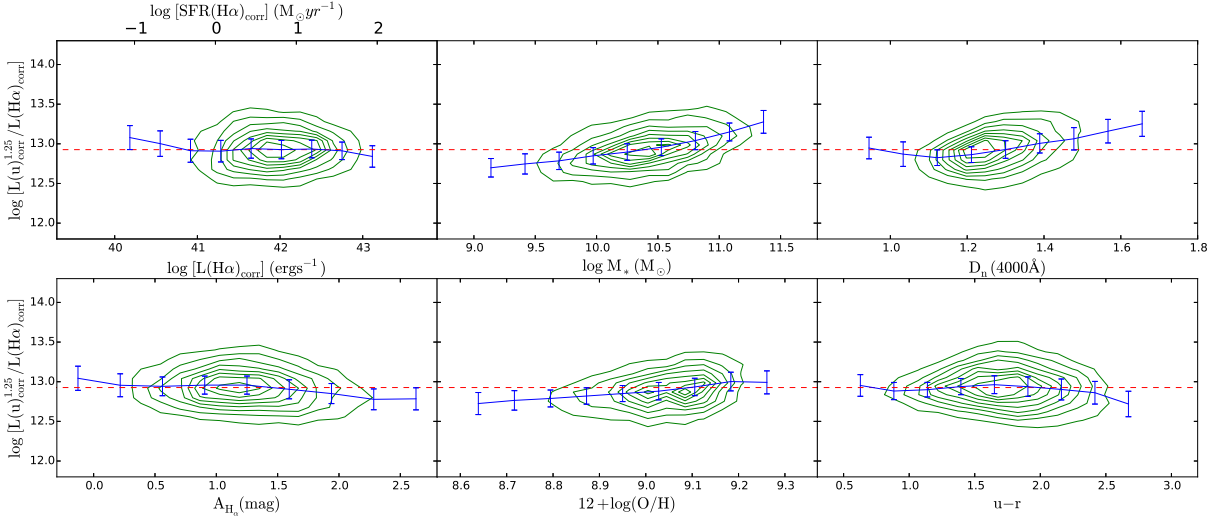 log [SFR(Hα)corr] (M⊙yr⁻¹)
−1 0 1 2
log [L(u)^1.25_corr/L(Hα)corr]
14.0
13.5
13.0
12.5
12.0
40 41 42 43
log [L(Hα)corr] (ergs⁻¹)
9.0 9.5 10.0 10.5 11.0 11.5
log M∗ (M⊙)
1.0 1.2 1.4 1.6 1.8
Dn (4000Å)
log [L(u)^1.25_corr/L(Hα)corr]
14.0
13.5
13.0
12.5
12.0
0.0 0.5 1.0 1.5 2.0 2.5
A_Hα (mag)
8.6 8.7 8.8 8.9 9.0 9.1 9.2 9.3
12+log(O/H)
0.5 1.0 1.5 2.0 2.5 3.0
u−r